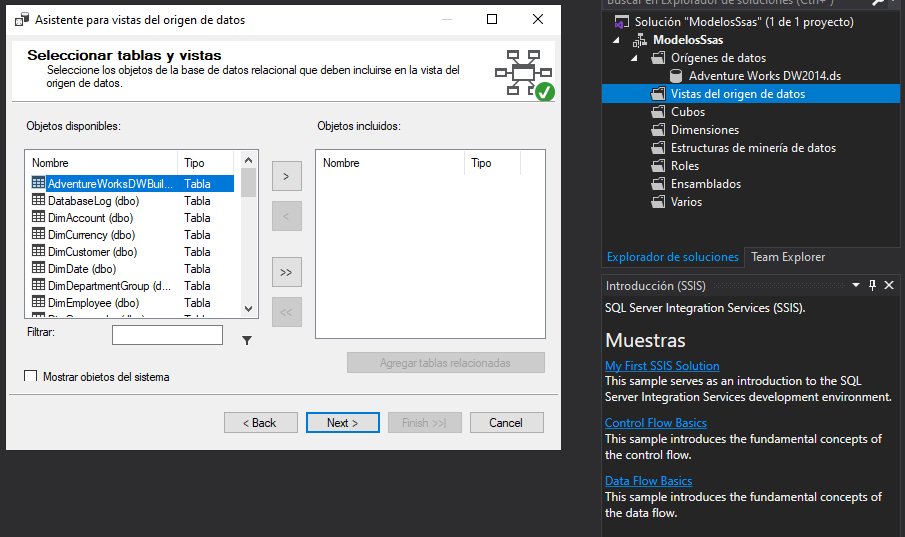 Asistente para vistas del origen de datos
Seleccionar tablas y vistas
Seleccione los objetos de la base de datos relacional que deben incluirse en la vista del
origen de datos.
Objetos disponibles:
Nombre Tipo
AdventureWorksDWBuil... Tabla
DatabaseLog (dbo) Tabla
DimAccount (dbo) Tabla
DimCurrency (dbo) Tabla
DimCustomer (dbo) Tabla
DimDate (dbo) Tabla
DimDepartmentGroup (d... Tabla
DimEmployee (dbo) Tabla
>
<
>>
<<
Objetos incluidos:
Nombre Tipo
Filtrar:
Agregar tablas relacionadas
Mostrar objetos del sistema
< Back
Next >
Finish >>|
Cancel
Buscar en Explorador de soluciones (Ctrl+')
Solución "ModelosSsas" (1 de 1 proyecto)
ModelosSsas
Orígenes de datos
Adventure Works DW2014.ds
Vistas del origen de datos
Cubos
Dimensiones
Estructuras de minería de datos
Roles
Ensamblados
Varios
Explorador de soluciones Team Explorer
Introducción (SSIS)
SQL Server Integration Services (SSIS).
Muestras
My First SSIS Solution
This sample serves as an introduction to the SQL
Server Integration Services development environment.
Control Flow Basics
This sample introduces the fundamental concepts of
the control flow.
Data Flow Basics
This sample introduces the fundamental concepts of
the data flow.